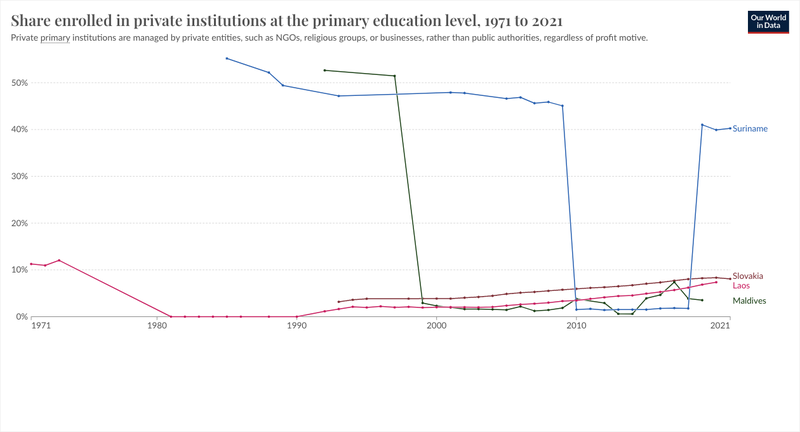 Share enrolled in private institutions at the primary education level, 1971 to 2021
Our World
in Data
Private primary institutions are managed by private entities, such as NGOs, religious groups, or businesses, rather than public authorities, regardless of profit motive.
50%
40%
30%
20%
10%
0%
Suriname
Slovakia
Laos
Maldives
1971
1980
1990
2000
2010
2021